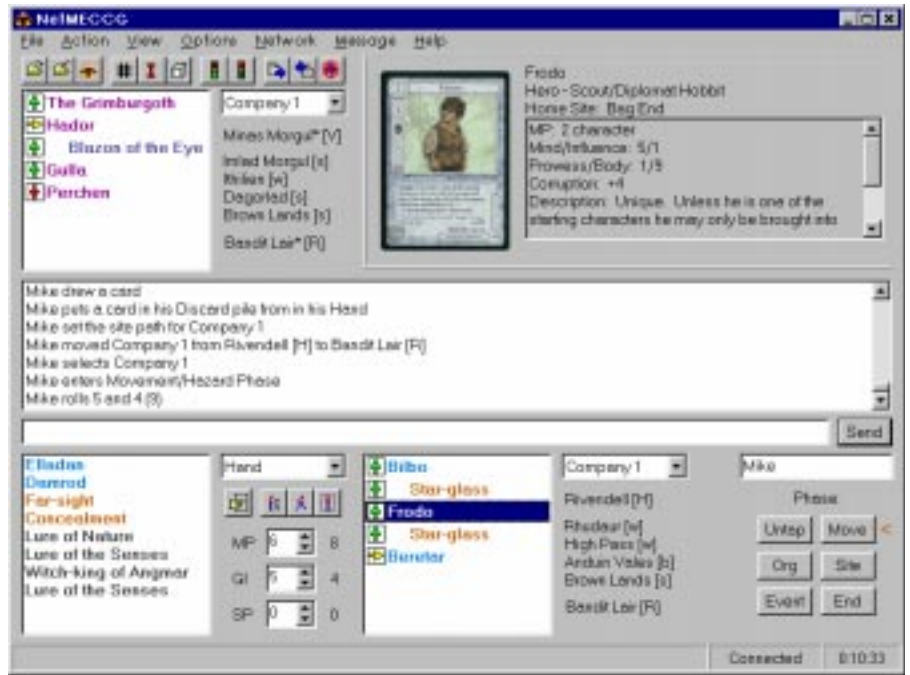 NetMECCG
File Action View Options Network Message Help
The Grimburgoth
Hador
Blazon of the Eye
Gulla
Perchen
Company 1
Minas Morgul* [V]
Imlad Morgul [s]
Ithilien [w]
Dagorlad [s]
Brown Lands [s]
Bandit Lair* [R]
Frodo
Hero - Scout/Diplomat Hobbit
Home Site: Bag End
MP: 2 character
Mind/Influence: 5/1
Prowess/Body: 1/9
Corruption: +4
Description: Unique. Unless he is one of the
starting characters he may only be brought into
Mike drew a card
Mike puts a card in his Discard pile from in his Hand
Mike set the site path for Company 1
Mike moved Company 1 from Rivendell [H] to Bandit Lair [R]
Mike selects Company 1
Mike enters Movement/Hazard Phase
Mike rolls 5 and 4 (9)
Send
Elladan
Damrod
Far-sight
Concealment
Lure of Nature
Lure of the Senses
Witch-king of Angmar
Lure of the Senses
Hand
MP 6 8
GI 5 4
SP 0 0
Bilbo
Star-glass
Frodo
Star-glass
Beretar
Company 1
Rivendell [H]
Rhudaur [w]
High Pass [w]
Anduin Vales [b]
Brown Lands [s]
Bandit Lair [R]
Mike
Phase
Untap Move <
Org Site
Event End
Connected 0:10:33